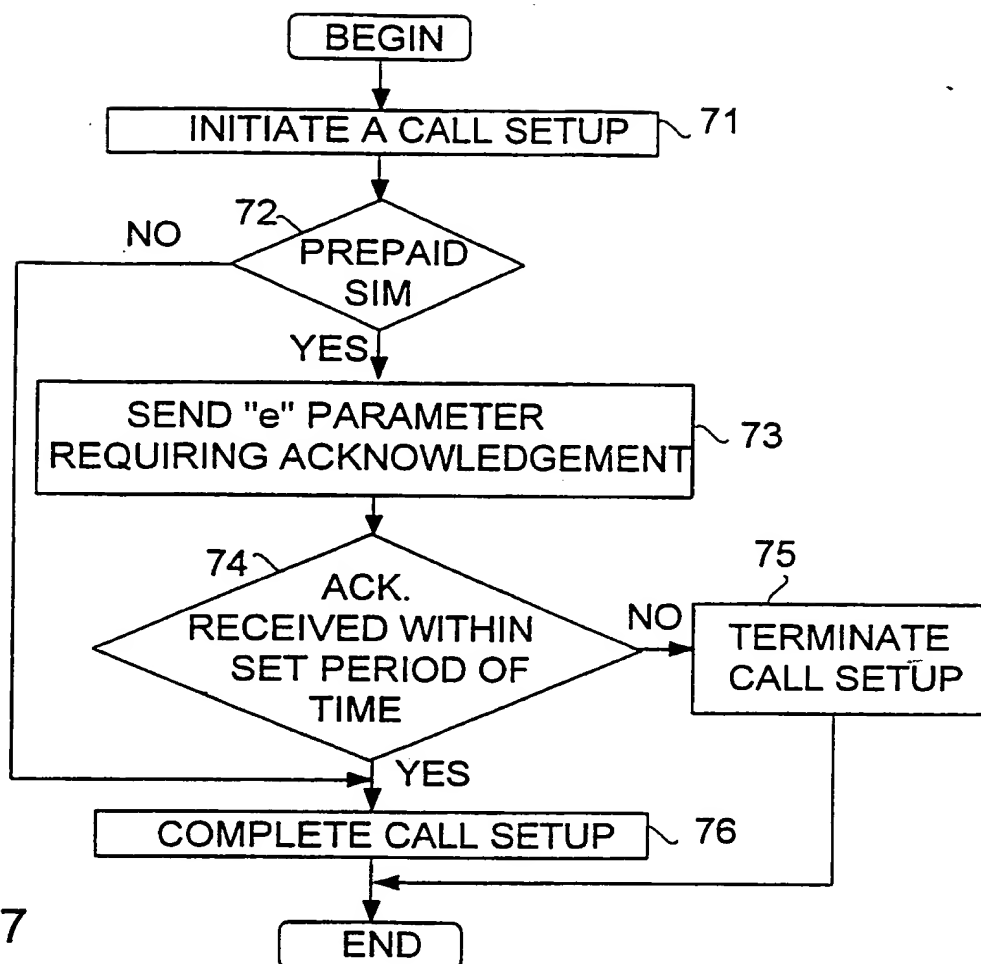 BEGIN
INITIATE A CALL SETUP
71
72
NO
PREPAID
SIM
YES
SEND "e" PARAMETER
REQUIRING ACKNOWLEDGEMENT
73
74
ACK.
RECEIVED WITHIN
SET PERIOD OF
TIME
NO
75
TERMINATE
CALL SETUP
YES
COMPLETE CALL SETUP
76
END
7